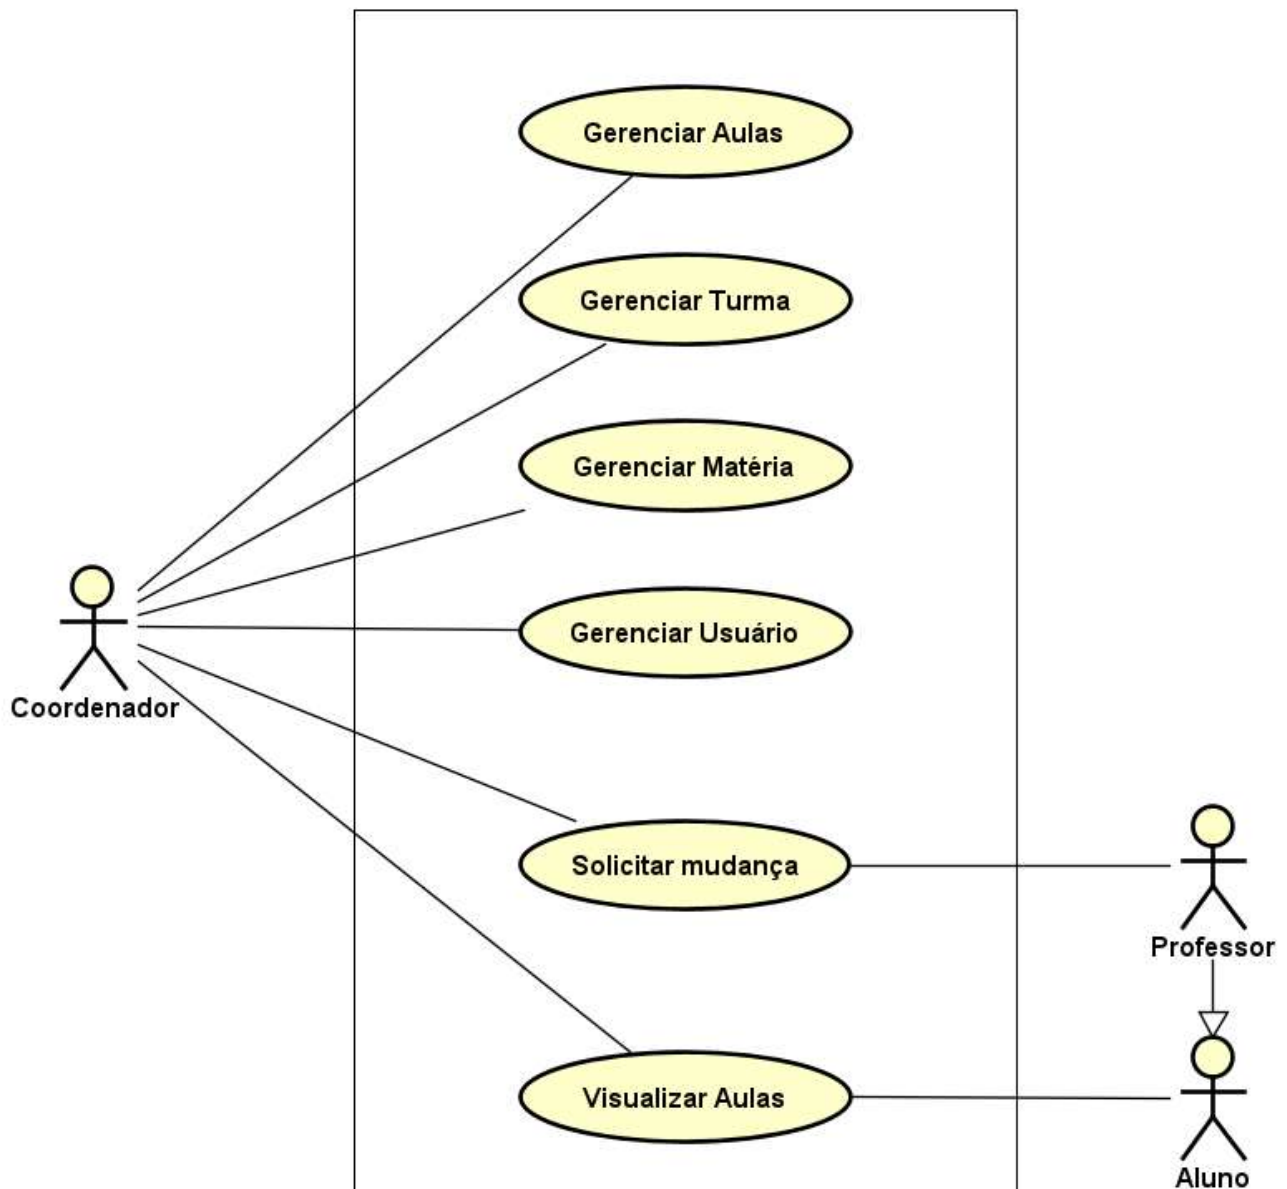 Gerenciar Aulas
Gerenciar Turma
Gerenciar Matéria
Gerenciar Usuário
Coordenador
Solicitar mudança
Professor
Visualizar Aulas
Aluno